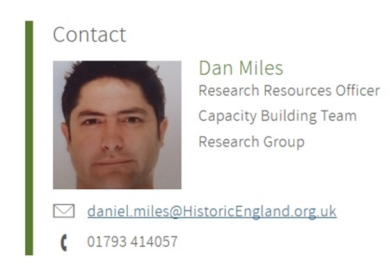 Contact
Dan Miles
Research Resources Officer
Capacity Building Team
Research Group
daniel.miles@HistoricEngland.org.uk
01793 414057